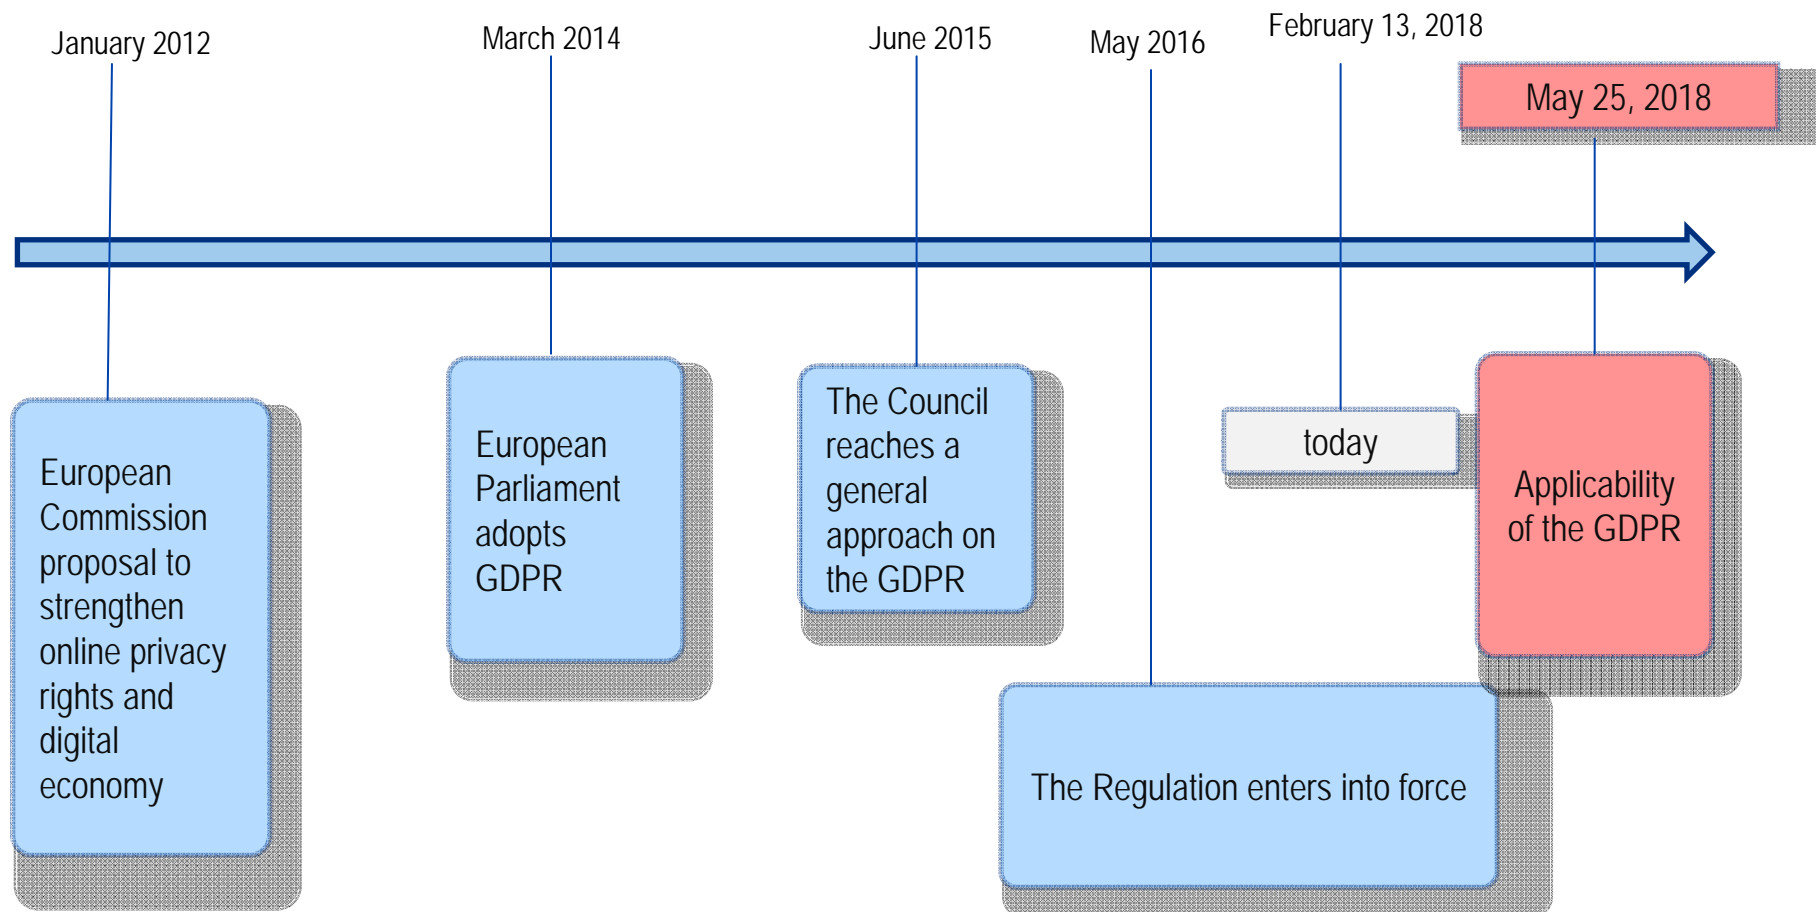 January 2012
March 2014
June 2015
May 2016
February 13, 2018
May 25, 2018
European
Commission
proposal to
strengthen
online privacy
rights and
digital
economy
European
Parliament
adopts
GDPR
The Council
reaches a
general
approach on
the GDPR
The Regulation enters into force
today
Applicability
of the GDPR